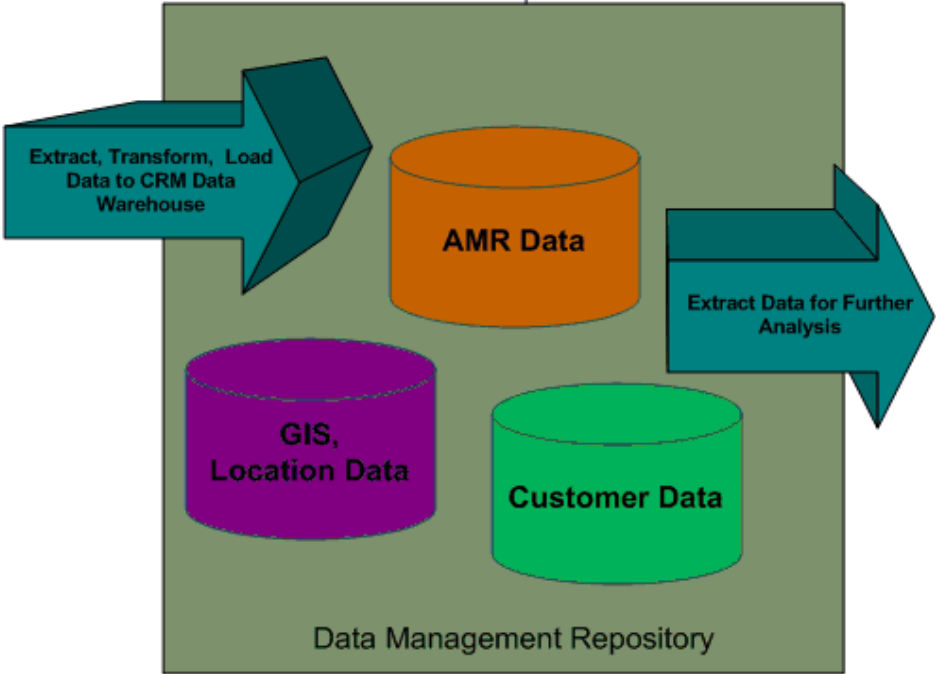 Extract, Transform, Load
Data to CRM Data
Warehouse
AMR Data
Extract Data for Further
Analysis
GIS,
Location Data
Customer Data
Data Management Repository